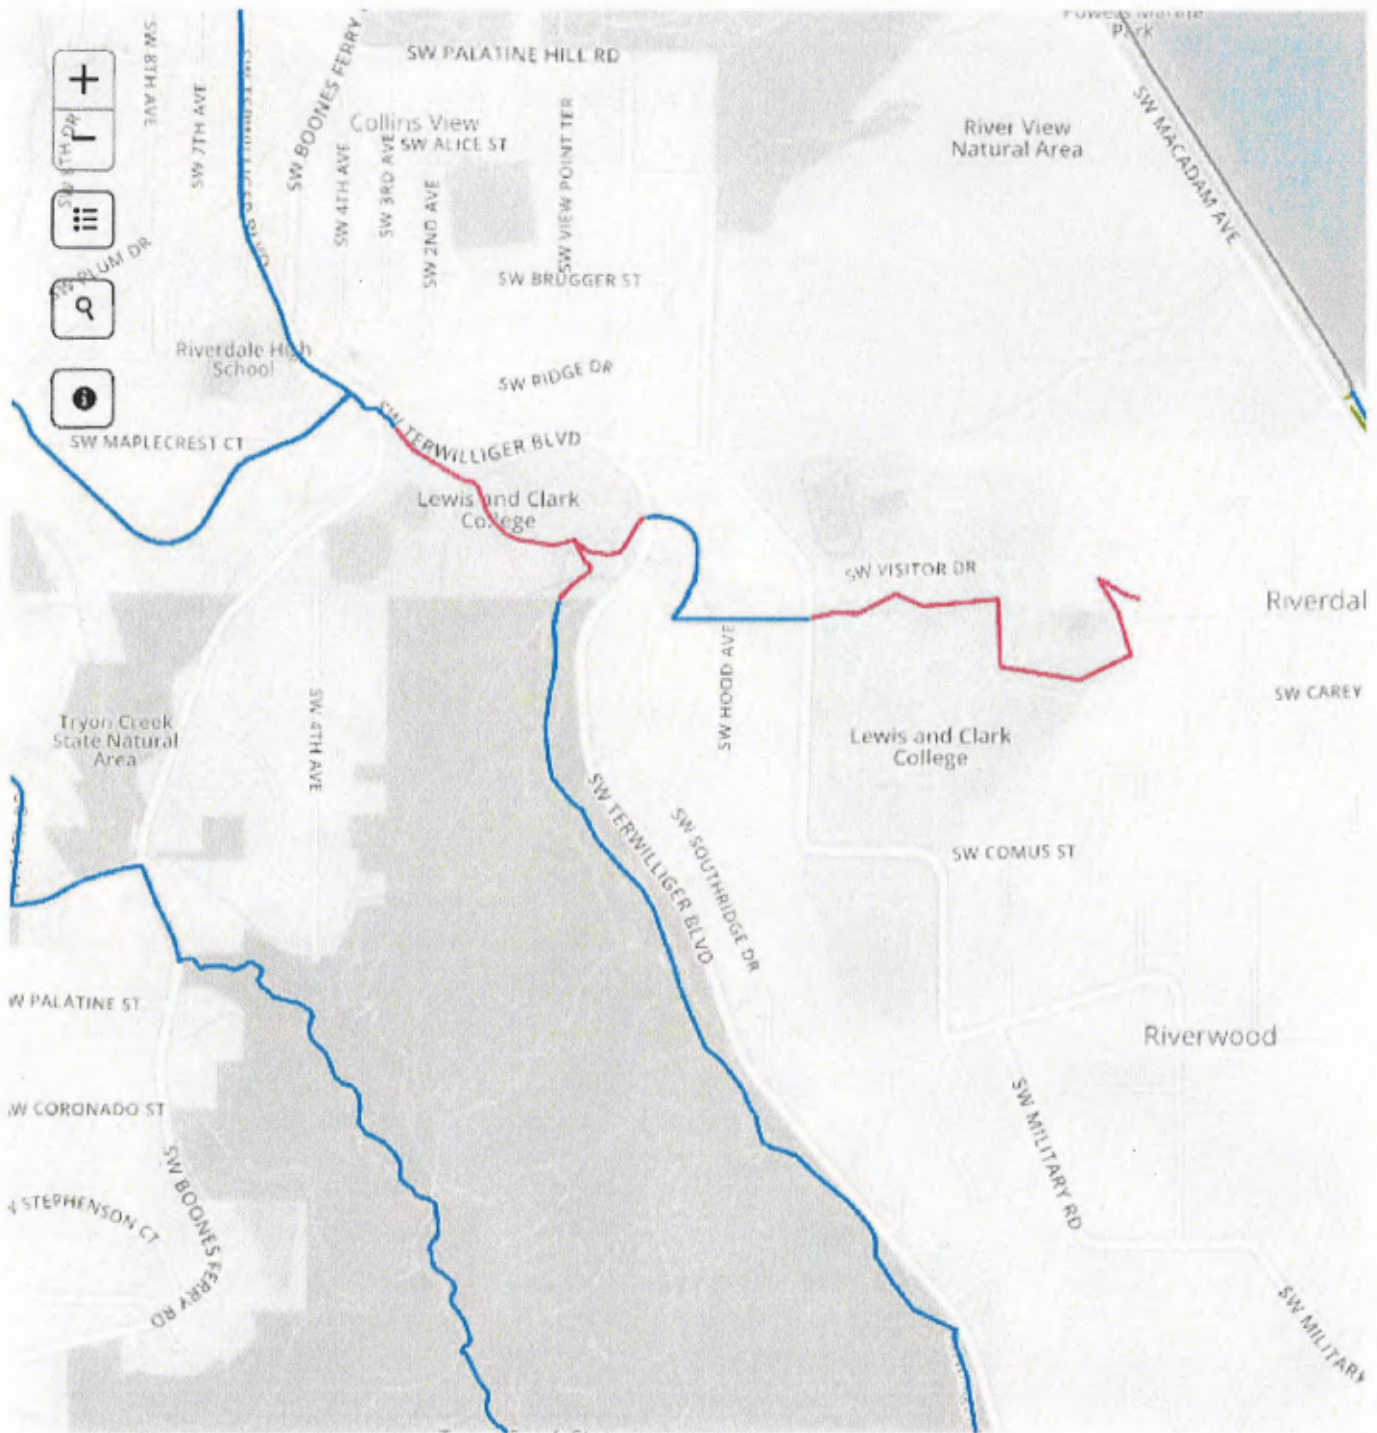 Powers Marine
Park
SW PALATINE HILL RD
SW 8TH AVE
SW BOONES FERRY
SW 7TH AVE
Collins View
SW ALICE ST
SW VIEW POINT TER
River View
Natural Area
SW MACADAM AVE
SW 4TH AVE
SW 3RD AVE
SW 2ND AVE
SW PLUM DR
SW BRUGGER ST
Riverdale High
School
SW RIDGE DR
SW MAPLECREST CT
SW TERWILLIGER BLVD
Lewis and Clark
College
SW VISITOR DR
Riverdal
SW HOOD AVE
SW CAREY
SW 4TH AVE
Tryon Creek
State Natural
Area
Lewis and Clark
College
SW TERWILLIGER BLVD
SW SOUTHRIDGE DR
SW COMUS ST
W PALATINE ST
Riverwood
W CORONADO ST
SW MILITARY RD
SW BOONES FERRY RD
STEPHENSON CT
SW MILITARY